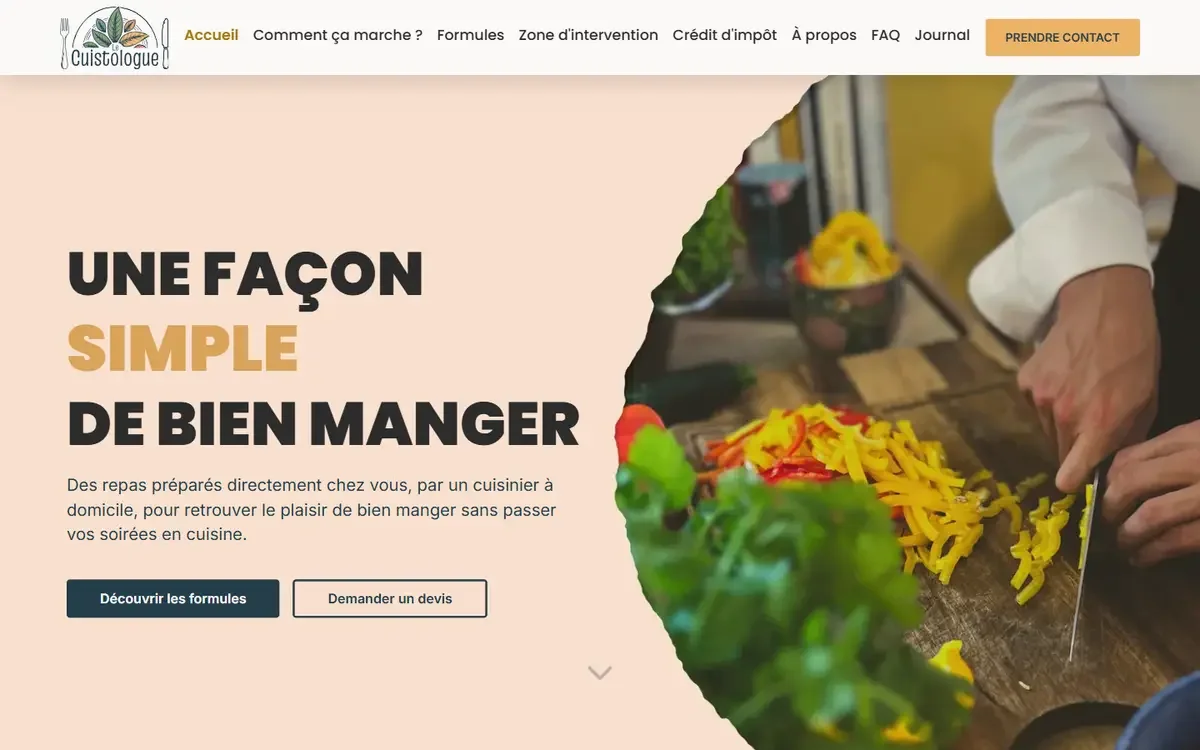 Le
Cuistologue
Accueil
Comment ça marche ?
Formules
Zone d'intervention
Crédit d'impôt
À propos
FAQ
Journal
PRENDRE CONTACT
UNE FAÇON
SIMPLE
DE BIEN MANGER
Des repas préparés directement chez vous, par un cuisinier à
domicile, pour retrouver le plaisir de bien manger sans passer
vos soirées en cuisine.
Découvrir les formules
Demander un devis